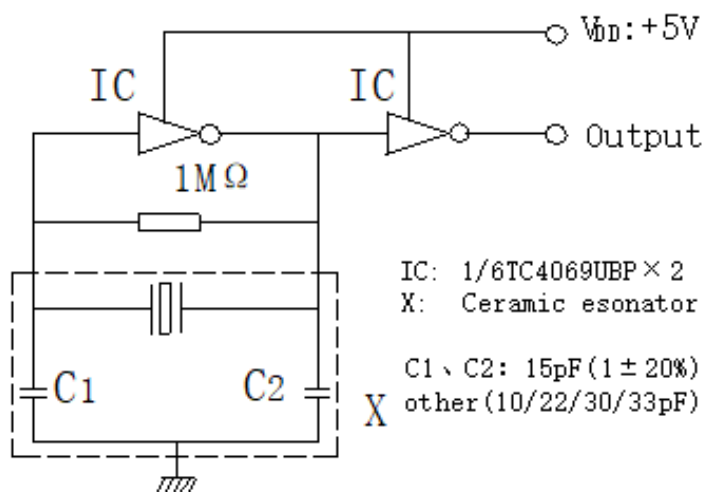 V_DD:+5V
IC
IC
Output
1MΩ
IC: 1/6TC4069UBP×2
X: Ceramic esonator
C1、C2: 15pF(1±20%)
other(10/22/30/33pF)
C1
C2
X